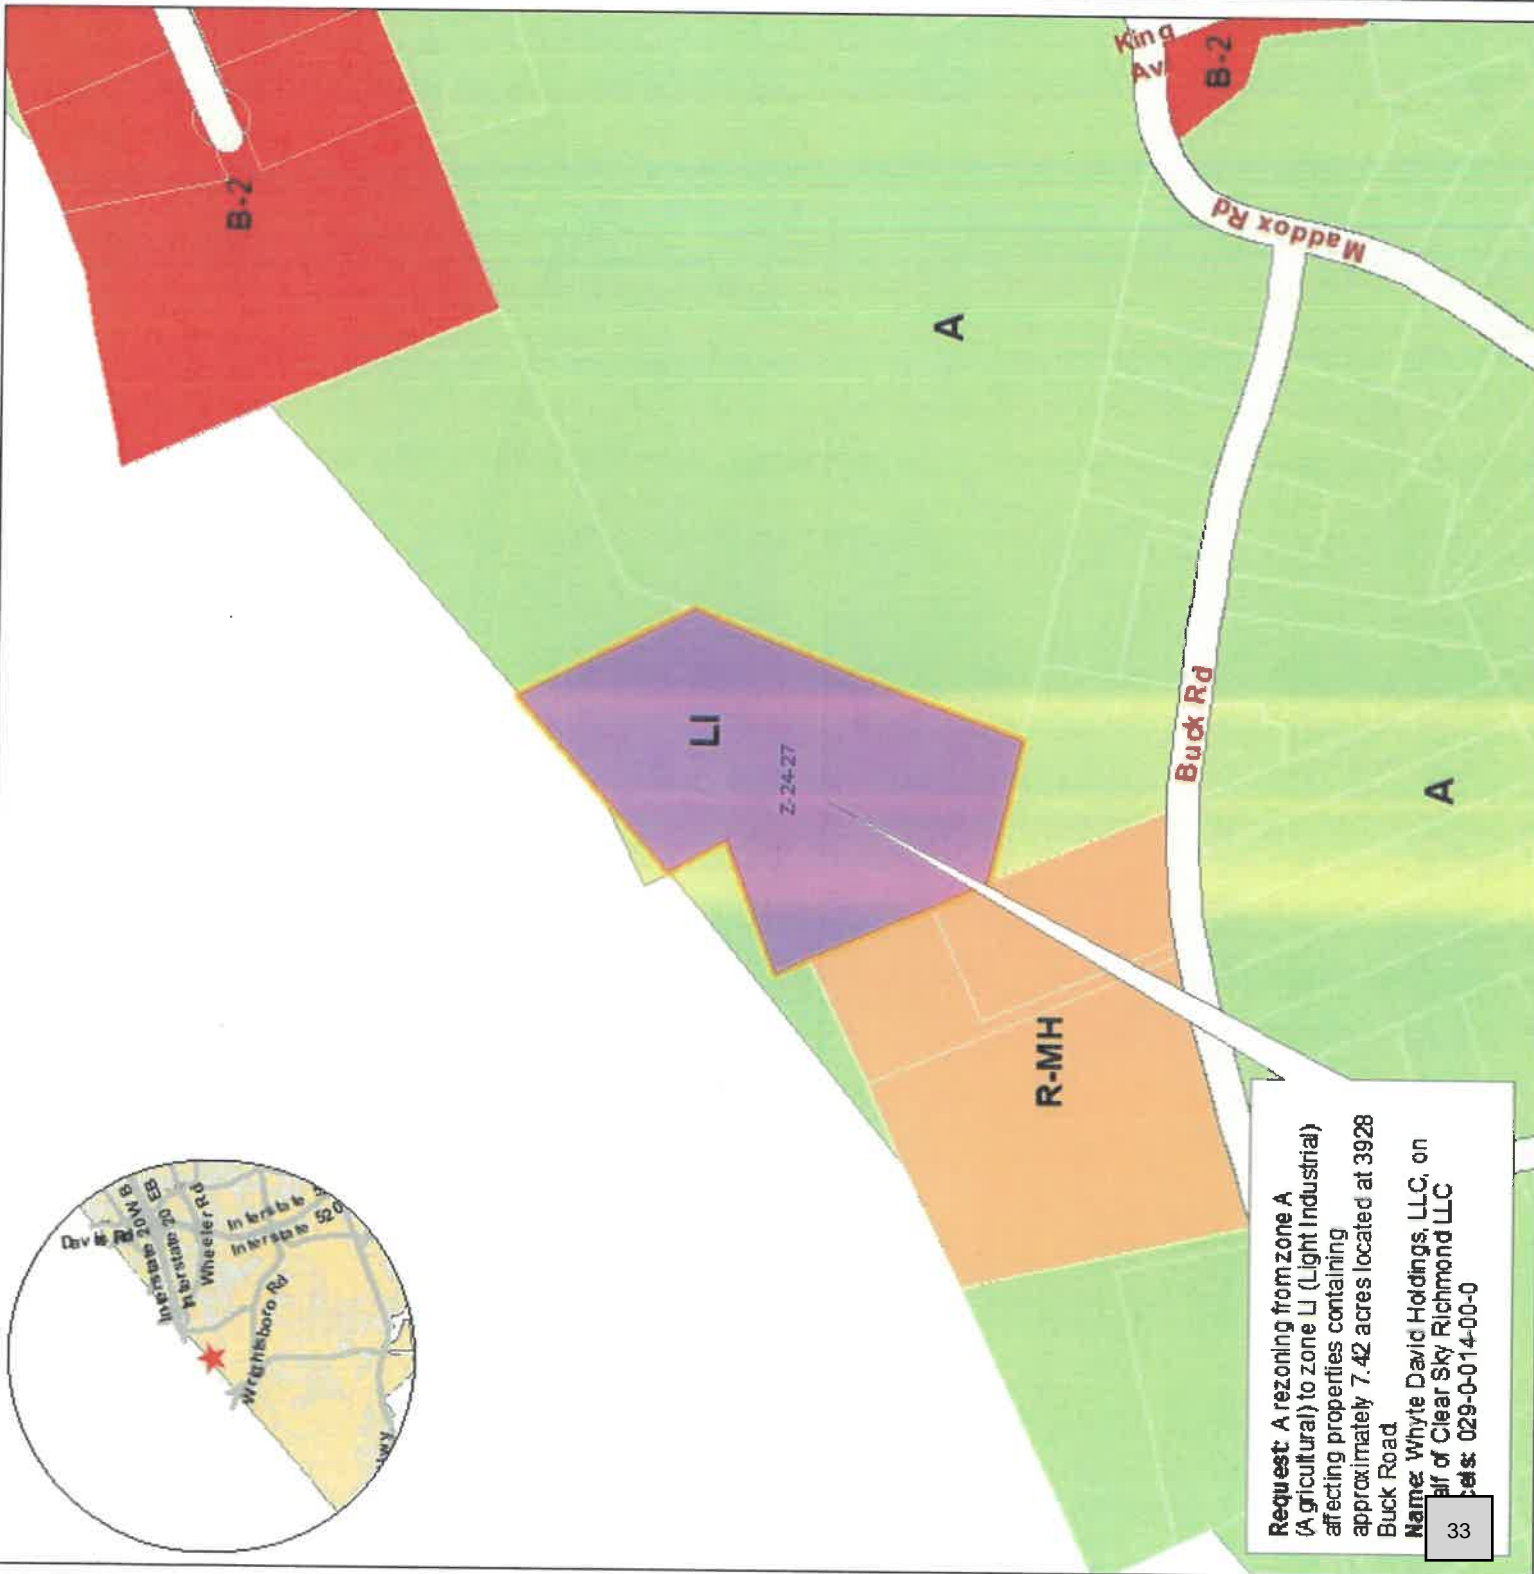 B-2
King
Av
B-2
Maddox Rd
A
LI
Z-24-27
Buck Rd
A
R-MH
Davis Rd
Interstate 20 WB
Interstate 20 EB
Wheeler Rd
Interstate
Interstate 520
Wrightsboro Rd
Request: A rezoning from zone A
(Agricultural) to zone LI (Light Industrial)
affecting properties containing
approximately 7.42 acres located at 3928
Buck Road.
Name: Whyte David Holdings, LLC, on
alf of Clear Sky Richmond LLC
cels: 029-0-014-00-0
33